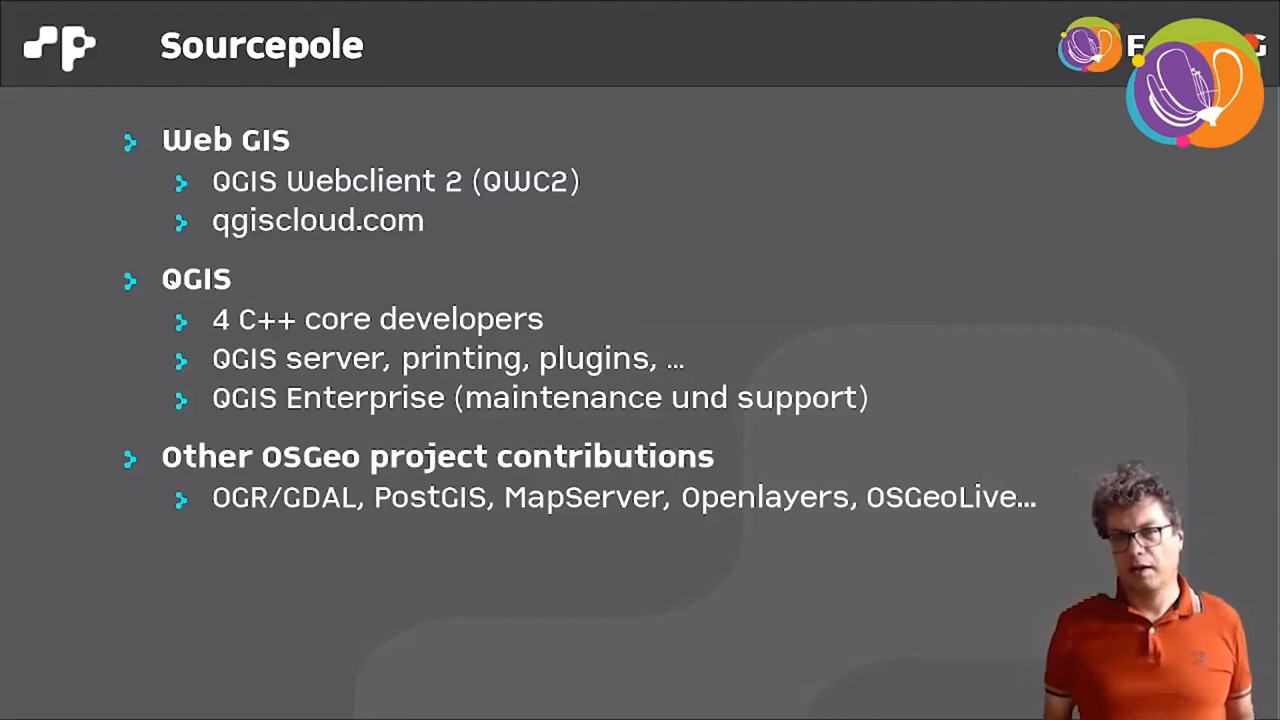 Sourcepole
Web GIS
QGIS Webclient 2 (QWC2)
qgiscloud.com
QGIS
4 C++ core developers
QGIS server, printing, plugins, ...
QGIS Enterprise (maintenance und support)
Other OSGeo project contributions
OGR/GDAL, PostGIS, MapServer, Openlayers, OSGeoLive...